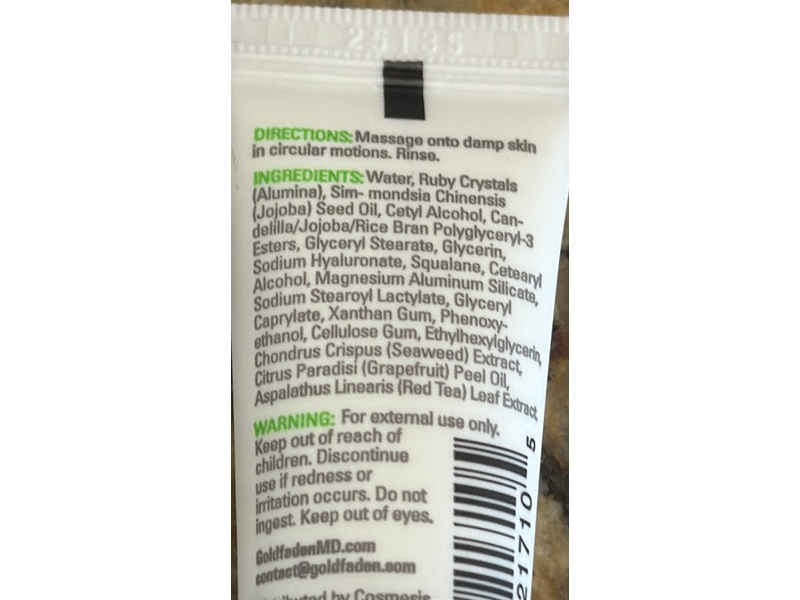 25135
DIRECTIONS: Massage onto damp skin
in circular motions. Rinse.
INGREDIENTS: Water, Ruby Crystals
(Alumina), Sim- mondsia Chinensis
(Jojoba) Seed Oil, Cetyl Alcohol, Can-
delilla/Jojoba/Rice Bran Polyglyceryl-3
Esters, Glyceryl Stearate, Glycerin,
Sodium Hyaluronate, Squalane, Cetearyl
Alcohol, Magnesium Aluminum Silicate,
Sodium Stearoyl Lactylate, Glyceryl
Caprylate, Xanthan Gum, Phenoxy-
ethanol, Cellulose Gum, Ethylhexylglycerin,
Chondrus Crispus (Seaweed) Extract,
Citrus Paradisi (Grapefruit) Peel Oil,
Aspalathus Linearis (Red Tea) Leaf Extract
WARNING: For external use only.
Keep out of reach of
children. Discontinue
use if redness or
irritation occurs. Do not
ingest. Keep out of eyes.
GoldfadenMD.com
contact@goldfaden.com
by Cosmesis
21710 5